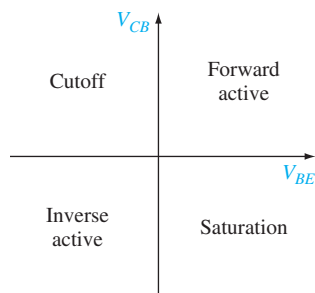 V_CB
Cutoff
Forward
active
V_BE
Inverse
active
Saturation